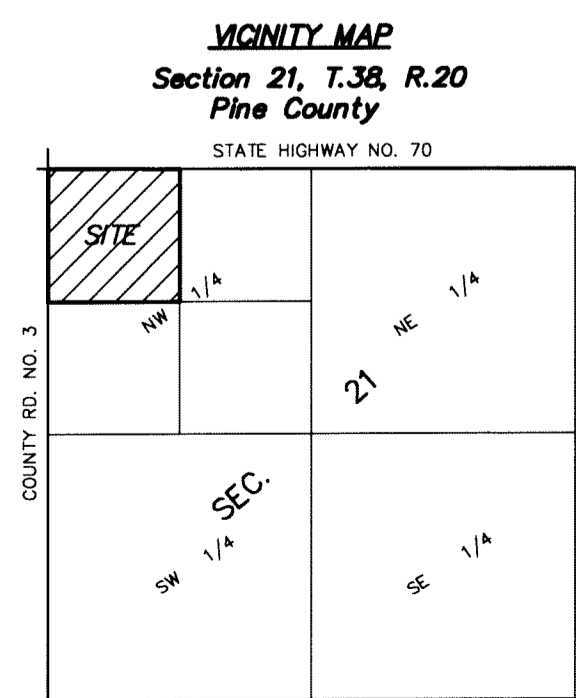 VICINITY MAP
Section 21, T.38, R.20
Pine County
STATE HIGHWAY NO. 70
SITE
NW 1/4
NE 1/4
COUNTY RD. NO. 3
SEC. 21
SW 1/4
SE 1/4